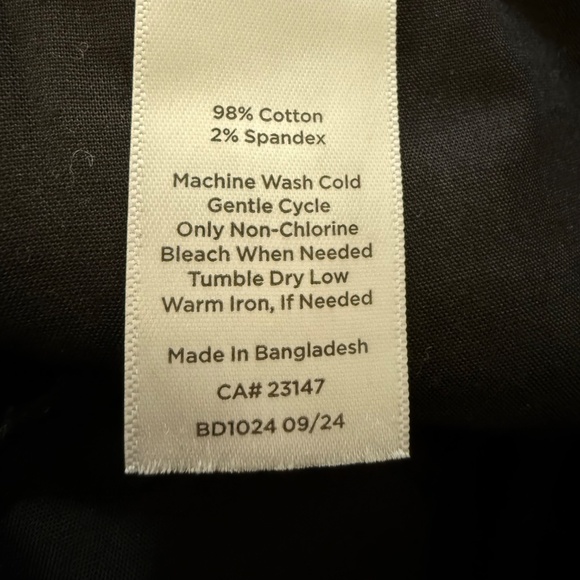 98% Cotton
2% Spandex
Machine Wash Cold
Gentle Cycle
Only Non-Chlorine
Bleach When Needed
Tumble Dry Low
Warm Iron, If Needed
Made In Bangladesh
CA# 23147
BD1024 09/24